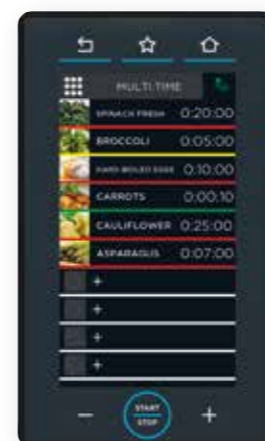 MULTI.TIME
SPINACH FRESH 0:20:00
BROCCOLI 0:05:00
HARD-BOILED EGGS 0:10:00
CARROTS 0:00:10
CAULIFLOWER 0:25:00
ASPARAGUS 0:07:00
+
+
+
+
− START +
STOP